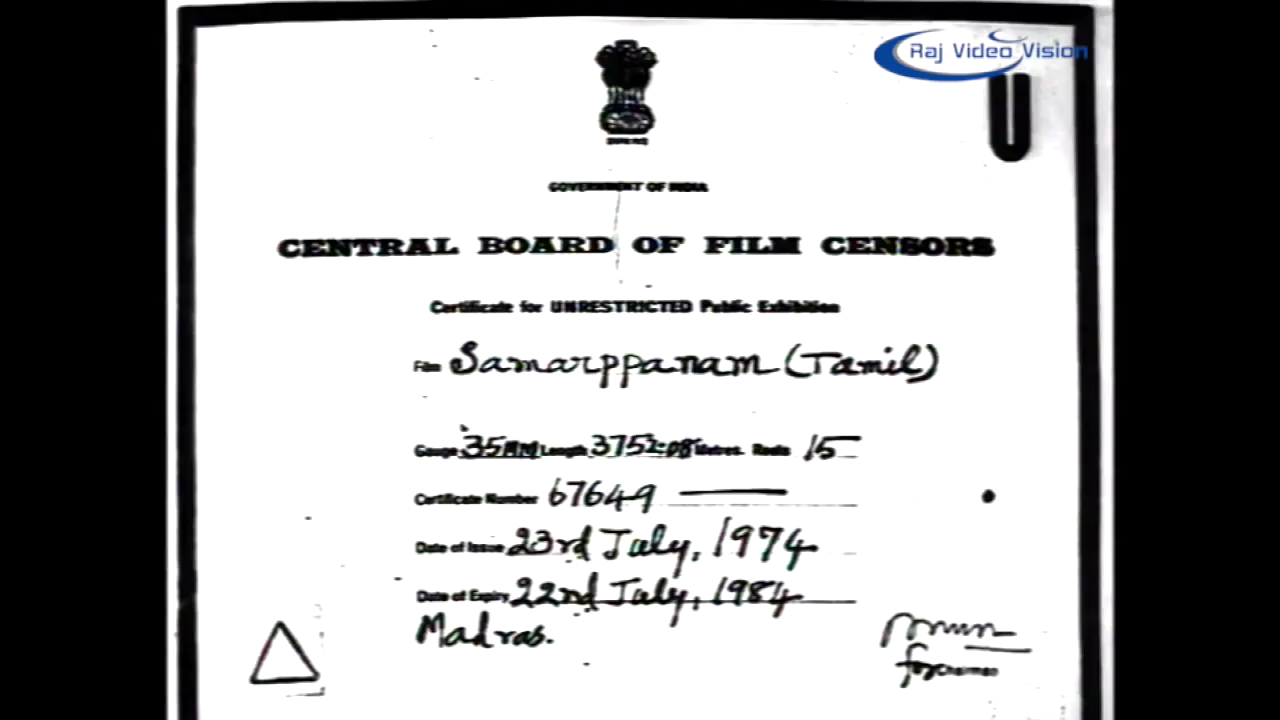 Raj Video Vision
U
GOVERNMENT OF INDIA
CENTRAL BOARD OF FILM CENSORS
Certificate for UNRESTRICTED Public Exhibition
Film Samarppanam (Tamil)
Gauge 35MM Length 3752.08 Metres. Reels 15
Certificate Number 67649
Date of Issue 23rd July, 1974
Date of Expiry 22nd July, 1984
Madras.
for Chairman